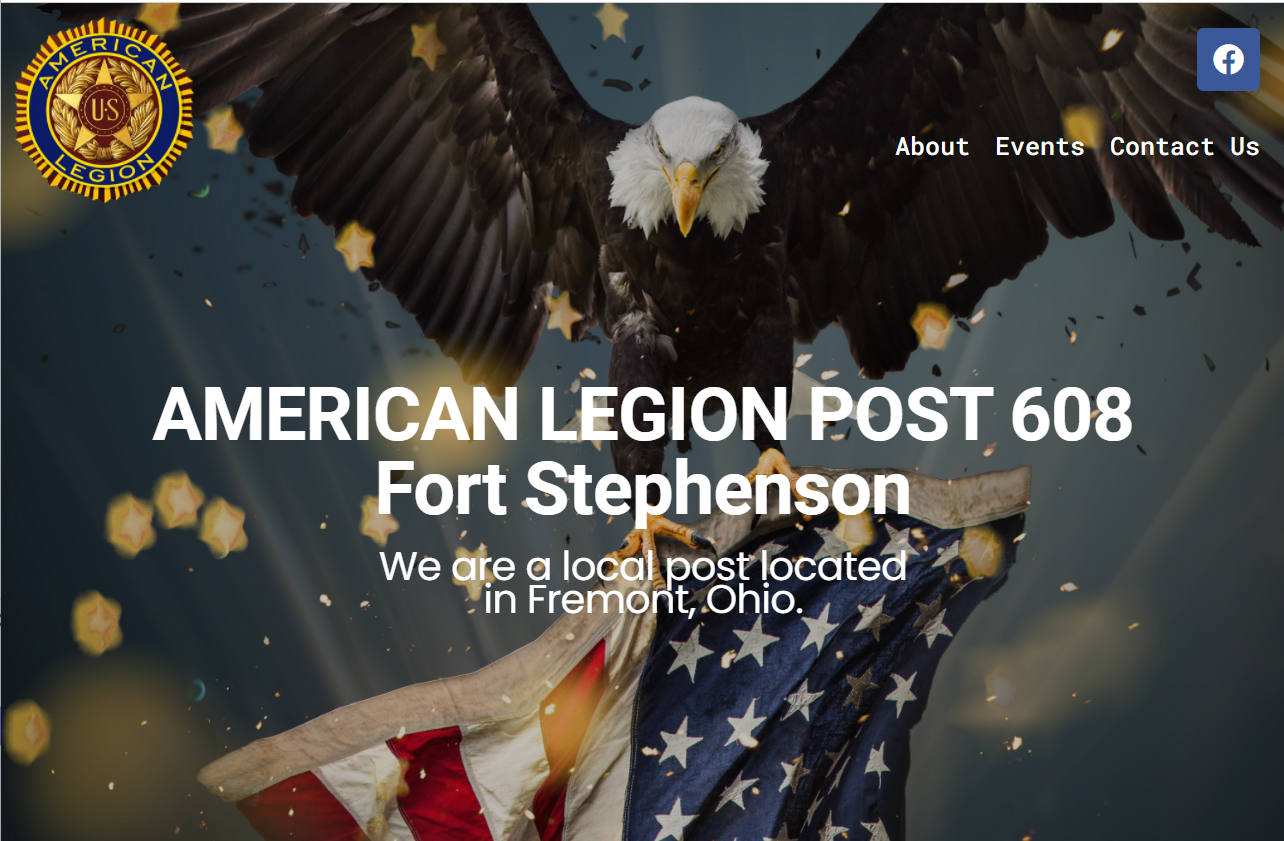 AMERICAN
U.S
LEGION
About Events Contact Us
AMERICAN LEGION POST 608
Fort Stephenson
We are a local post located
in Fremont, Ohio.